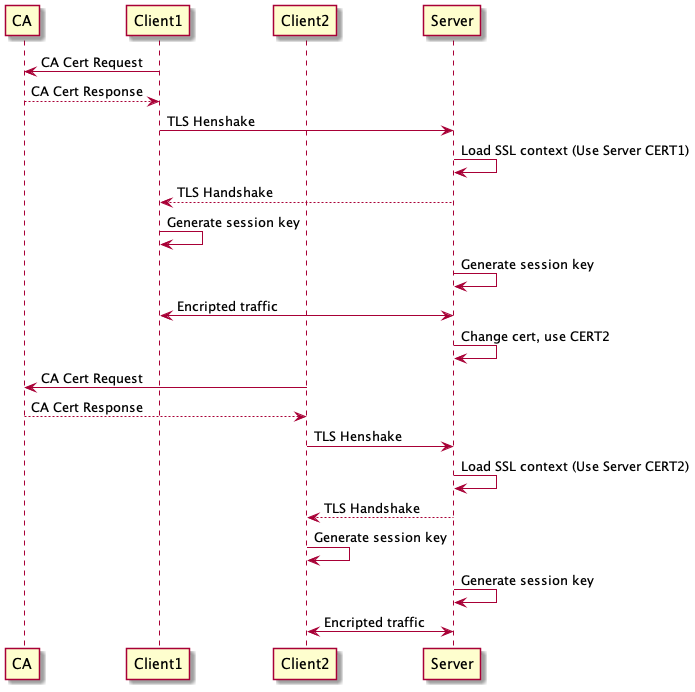 CA Client1 Client2 Server
CA Cert Request
CA Cert Response
TLS Henshake
Load SSL context (Use Server CERT1)
TLS Handshake
Generate session key
Generate session key
Encripted traffic
Change cert, use CERT2
CA Cert Request
CA Cert Response
TLS Henshake
Load SSL context (Use Server CERT2)
TLS Handshake
Generate session key
Generate session key
Encripted traffic
CA Client1 Client2 Server